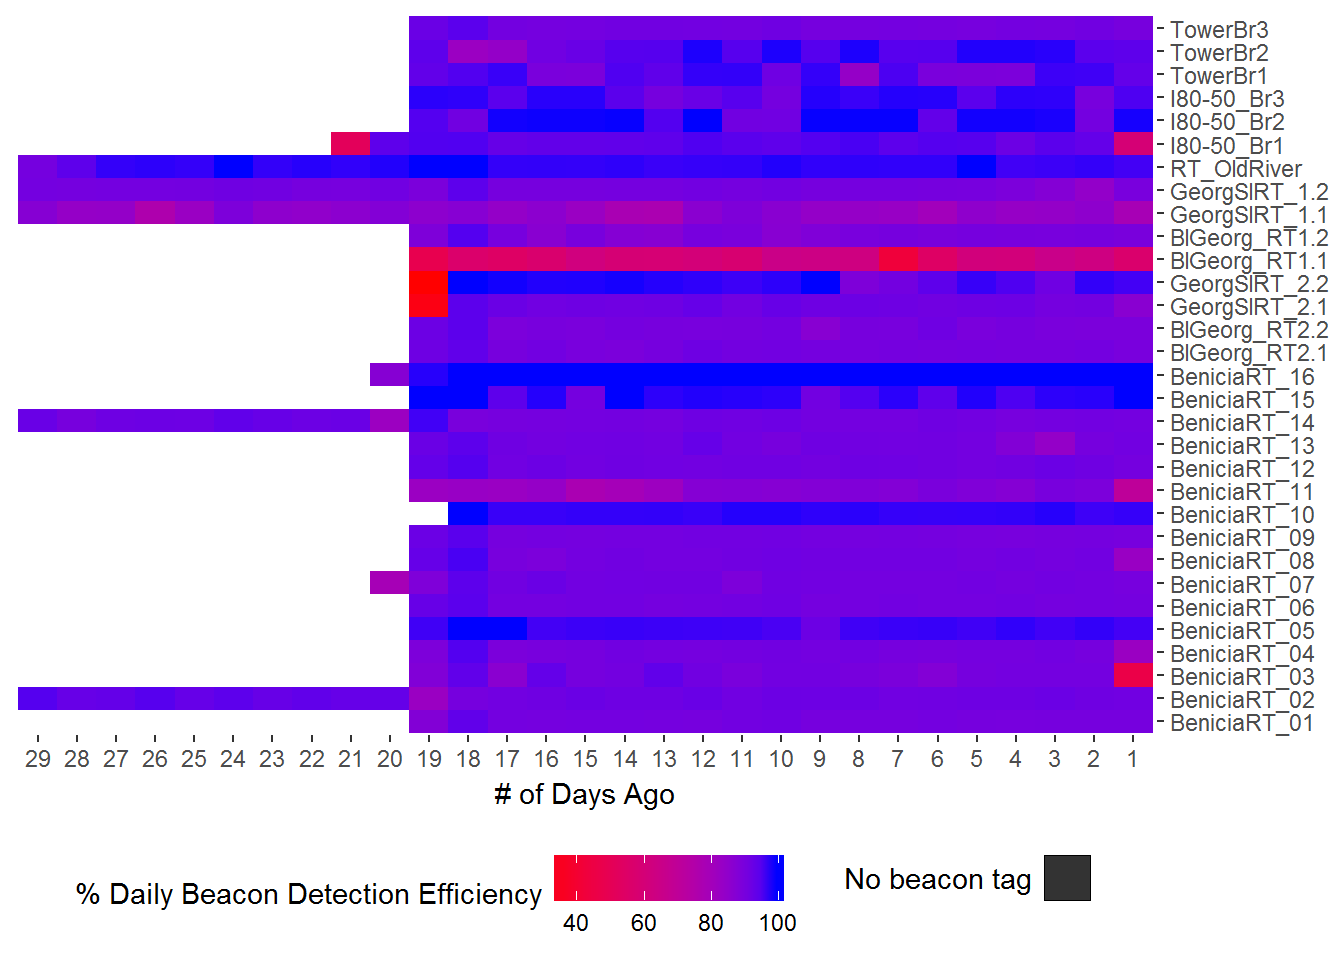 TowerBr3
TowerBr2
TowerBr1
I80-50_Br3
I80-50_Br2
I80-50_Br1
RT_OldRiver
GeorgSlRT_1.2
GeorgSlRT_1.1
BlGeorg_RT1.2
BlGeorg_RT1.1
GeorgSlRT_2.2
GeorgSlRT_2.1
BlGeorg_RT2.2
BlGeorg_RT2.1
BeniciaRT_16
BeniciaRT_15
BeniciaRT_14
BeniciaRT_13
BeniciaRT_12
BeniciaRT_11
BeniciaRT_10
BeniciaRT_09
BeniciaRT_08
BeniciaRT_07
BeniciaRT_06
BeniciaRT_05
BeniciaRT_04
BeniciaRT_03
BeniciaRT_02
BeniciaRT_01
29 28 27 26 25 24 23 22 21 20 19 18 17 16 15 14 13 12 11 10 9 8 7 6 5 4 3 2 1
# of Days Ago
% Daily Beacon Detection Efficiency
40 60 80 100
No beacon tag